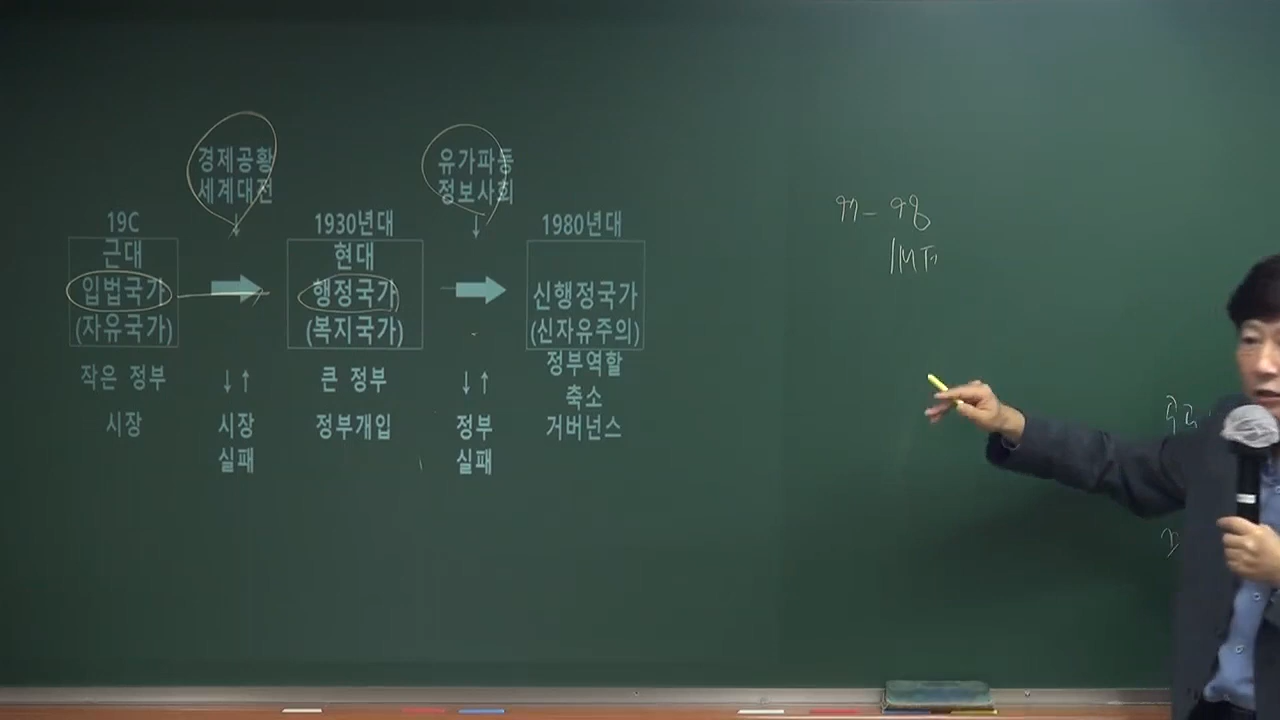 경제공황
세계대전
유가파동
정보사회
19C
1930년대
1980년대
근대
입법국가
(자유국가)
현대
행정국가
(복지국가)
신행정국가
(신자유주의)
작은 정부
↓↑
큰 정부
↓↑
정부역할
축소
시장
시장
실패
정부개입
정부
실패
거버넌스
97-98
IMF